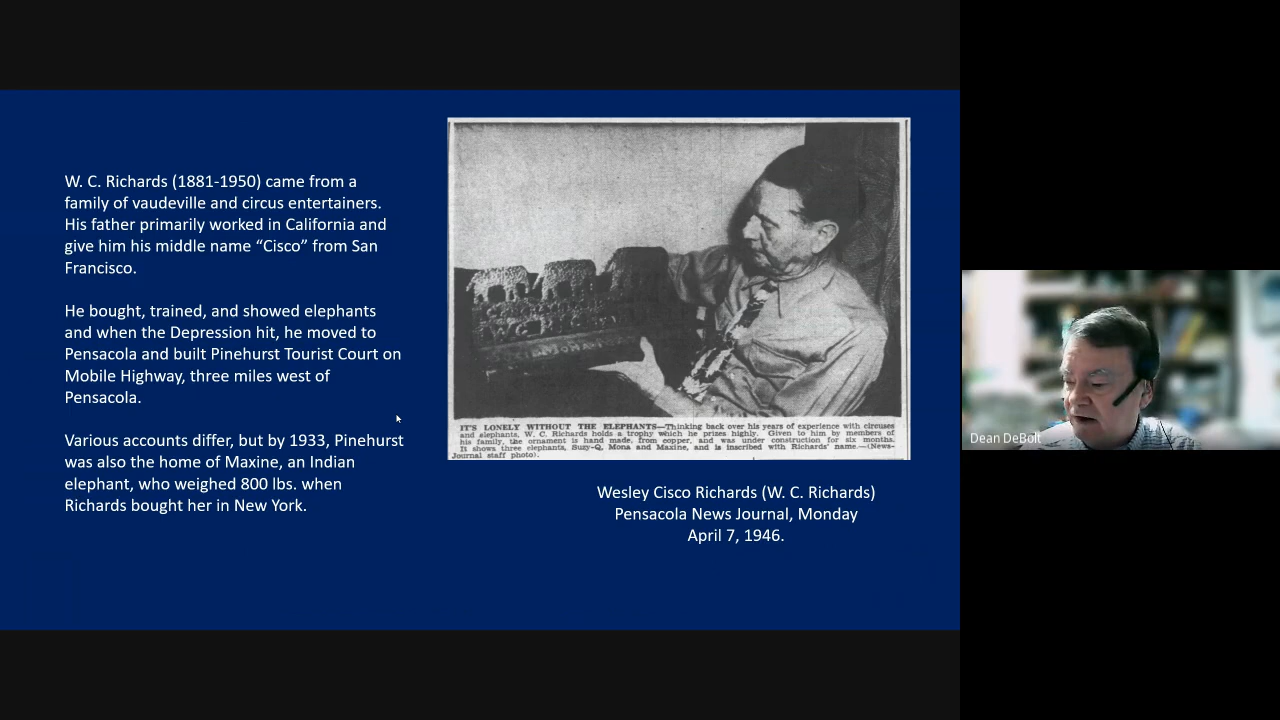 W. C. Richards (1881-1950) came from a
family of vaudeville and circus entertainers.
His father primarily worked in California and
give him his middle name “Cisco” from San
Francisco.
He bought, trained, and showed elephants
and when the Depression hit, he moved to
Pensacola and built Pinehurst Tourist Court on
Mobile Highway, three miles west of
Pensacola.
Various accounts differ, but by 1933, Pinehurst
was also the home of Maxine, an Indian
elephant, who weighed 800 lbs. when
Richards bought her in New York.
IT'S LONELY WITHOUT THE ELEPHANTS—Thinking back over his years of experience with circuses
and elephants, W. C. Richards holds a trophy which he prizes highly. Given to him by members of
his family, the ornament is hand made, from copper, and was under construction for six months.
It shows three elephants, Suzy-Q, Mona and Maxine, and is inscribed with Richards' name.—(News-
Journal staff photo).
Wesley Cisco Richards (W. C. Richards)
Pensacola News Journal, Monday
April 7, 1946.
Dean DeBolt